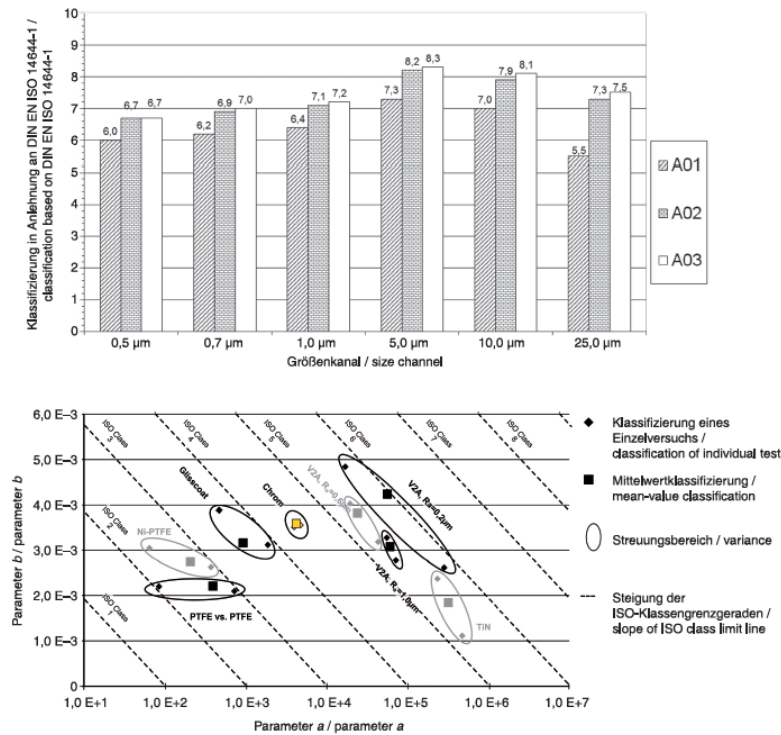 Klassifizierung in Anlehnung an DIN EN ISO 14644-1 /
classification based on DIN EN ISO 14644-1
10
9
8
7
6
5
4
3
2
1
0
6,0
6,7
6,7
6,2
6,9
7,0
6,4
7,1
7,2
7,3
8,2
8,3
7,0
7,9
8,1
5,5
7,3
7,5
0,5 µm
0,7 µm
1,0 µm
5,0 µm
10,0 µm
25,0 µm
Größenkanal / size channel
A01
A02
A03
Parameter b / parameter b
6,0 E–3
5,0 E–3
4,0 E–3
3,0 E–3
2,0 E–3
1,0 E–3
ISO Class
1
ISO Class
2
ISO Class
3
ISO Class
4
ISO Class
5
ISO Class
6
ISO Class
7
ISO Class
8
Glisscoat
Chrom
Ni-PTFE
PTFE vs. PTFE
V2A, Rₐ=0,6µm
V2A, Ra=0,2µm
V2A, Rₐ=1,0µm
TiN
1,0 E+1
1,0 E+2
1,0 E+3
1,0 E+4
1,0 E+5
1,0 E+6
1,0 E+7
Parameter a / parameter a
Klassifizierung eines
Einzelversuchs /
classification of individual test
Mittelwertklassifizierung /
mean-value classification
Streuungsbereich / variance
Steigung der
ISO-Klassengrenzgeraden /
slope of ISO class limit line